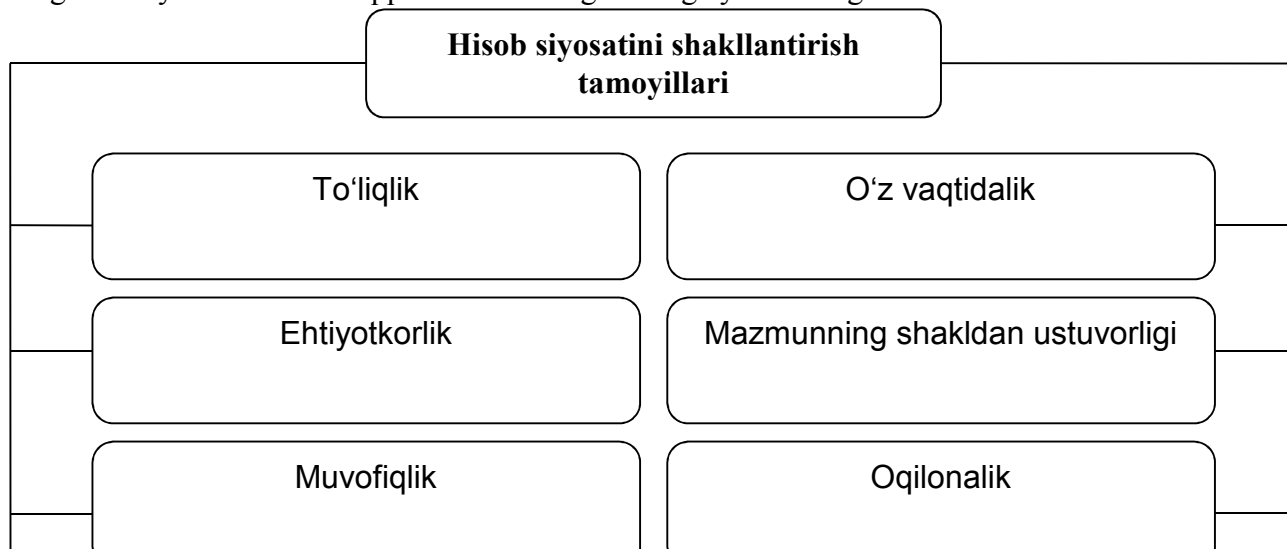 Hisob siyosatini shakllantirish
tamoyillari
To‘liqlik
O‘z vaqtidalik
Ehtiyotkorlik
Mazmunning shakldan ustuvorligi
Muvofiqlik
Oqilonalik